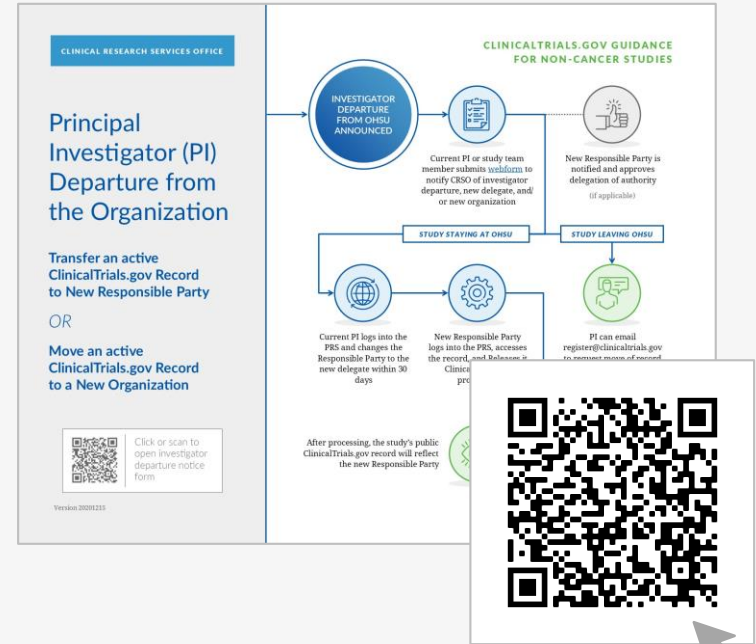 CLINICAL RESEARCH SERVICES OFFICE
Principal
Investigator (PI)
Departure from
the Organization
Transfer an active
ClinicalTrials.gov Record
to New Responsible Party
OR
Move an active
ClinicalTrials.gov Record
to a New Organization
Click or scan to
open investigator
departure notice
form
Version 20201215
CLINICALTRIALS.GOV GUIDANCE
FOR NON-CANCER STUDIES
INVESTIGATOR
DEPARTURE
FROM OHSU
ANNOUNCED
Current PI or study team
member submits webform to
notify CRSO of investigator
departure, new delegate, and/
or new organization
New Responsible Party is
notified and approves
delegation of authority
(if applicable)
STUDY STAYING AT OHSU
STUDY LEAVING OHSU
Current PI logs into the
PRS and changes the
Responsible Party to the
new delegate within 30
days
New Responsible Party
logs into the PRS, accesses
the record, and Releases it
PI can email
register@clinicaltrials.gov
to request move of record
After processing, the study's public
ClinicalTrials.gov record will reflect
the new Responsible Party